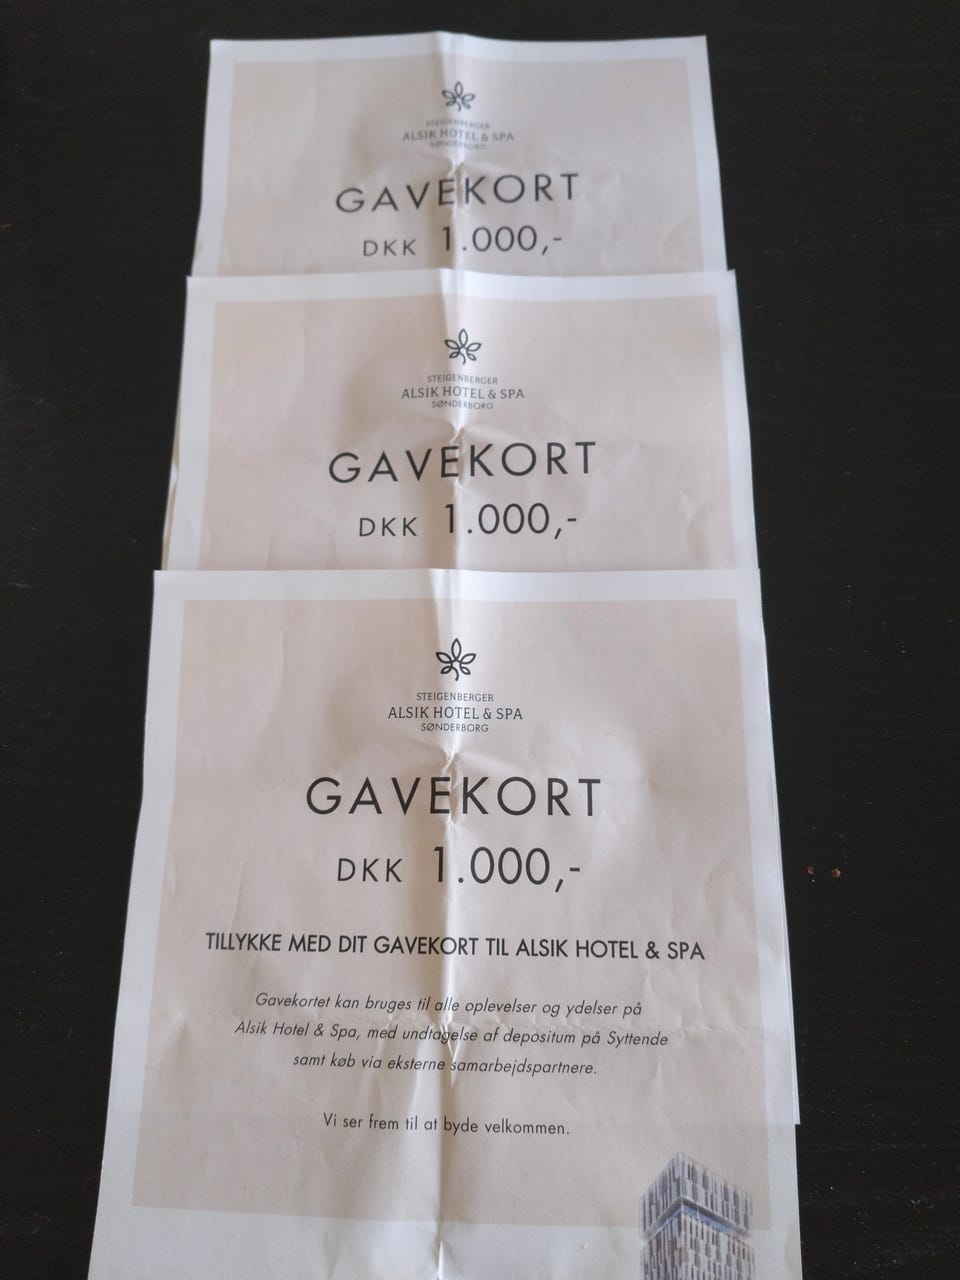 STEIGENBERGER
ALSIK HOTEL & SPA
SØNDERBORG
GAVEKORT
DKK 1.000,-
STEIGENBERGER
ALSIK HOTEL & SPA
SØNDERBORG
GAVEKORT
DKK 1.000,-
STEIGENBERGER
ALSIK HOTEL & SPA
SØNDERBORG
GAVEKORT
DKK 1.000,-
TILLYKKE MED DIT GAVEKORT TIL ALSIK HOTEL & SPA
Gavekortet kan bruges til alle oplevelser og ydelser på
Alsik Hotel & Spa, med undtagelse af depositum på Syttende
samt køb via eksterne samarbejdspartnere.
Vi ser frem til at byde velkommen.